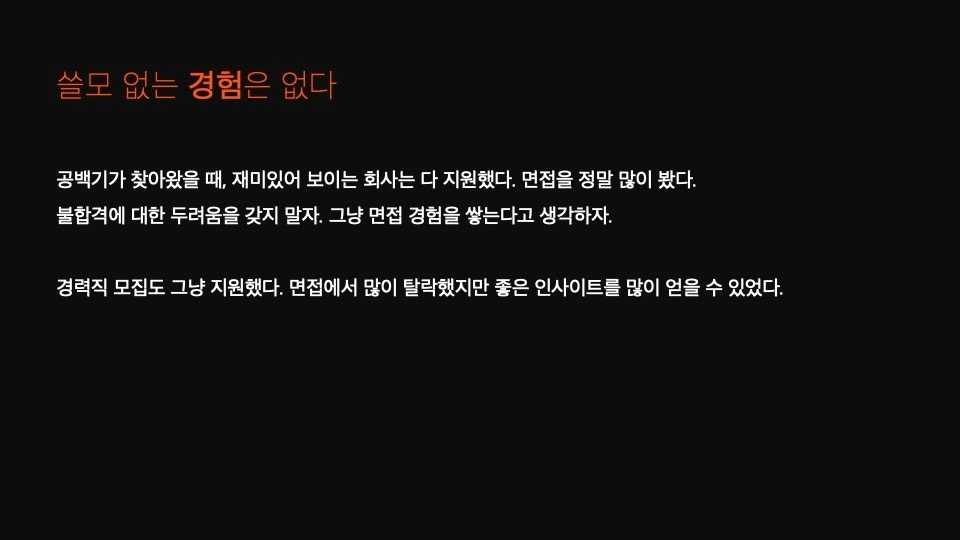 쓸모 없는 경험은 없다
공백기가 찾아왔을 때, 재미있어 보이는 회사는 다 지원했다. 면접을 정말 많이 봤다.
불합격에 대한 두려움을 갖지 말자. 그냥 면접 경험을 쌓는다고 생각하자.
경력직 모집도 그냥 지원했다. 면접에서 많이 탈락했지만 좋은 인사이트를 많이 얻을 수 있었다.